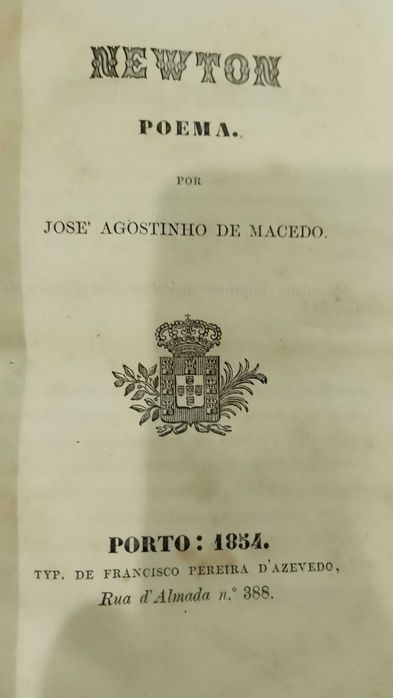 NEWTON
POEMA.
POR
JOSE' AGOSTINHO DE MACEDO.
PORTO: 1854.
TYP. DE FRANCISCO PEREIRA D'AZEVEDO,
Rua d'Almada n.º 388.